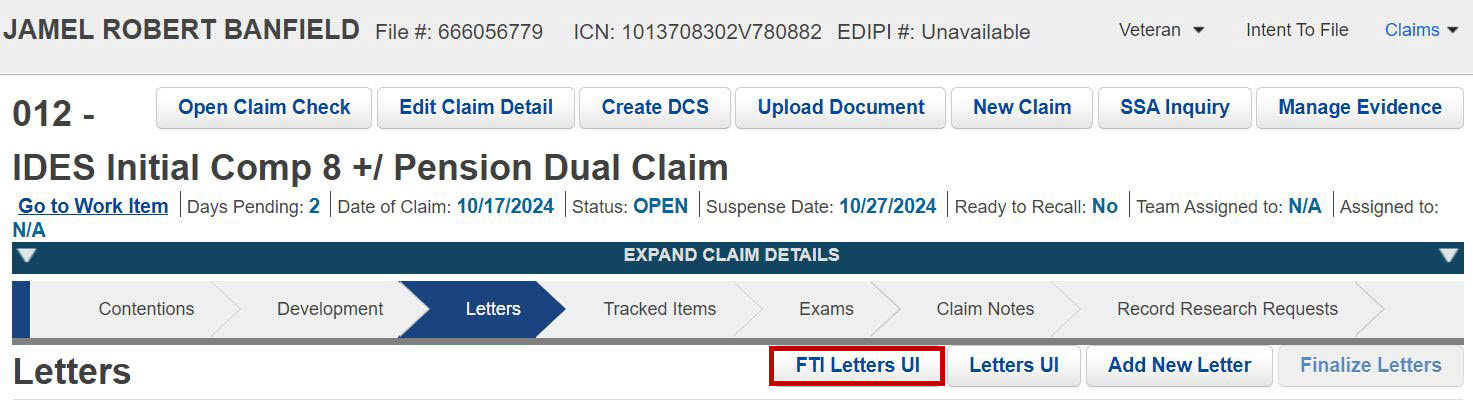 JAMEL ROBERT BANFIELD File #: 666056779 ICN: 1013708302V780882 EDIPI #: Unavailable Veteran Intent To File Claims
012 - Open Claim Check Edit Claim Detail Create DCS Upload Document New Claim SSA Inquiry Manage Evidence
IDES Initial Comp 8 +/ Pension Dual Claim
Go to Work Item Days Pending: 2 Date of Claim: 10/17/2024 Status: OPEN Suspense Date: 10/27/2024 Ready to Recall: No Team Assigned to: N/A Assigned to:
N/A
EXPAND CLAIM DETAILS
Contentions Development Letters Tracked Items Exams Claim Notes Record Research Requests
Letters FTI Letters UI Letters UI Add New Letter Finalize Letters